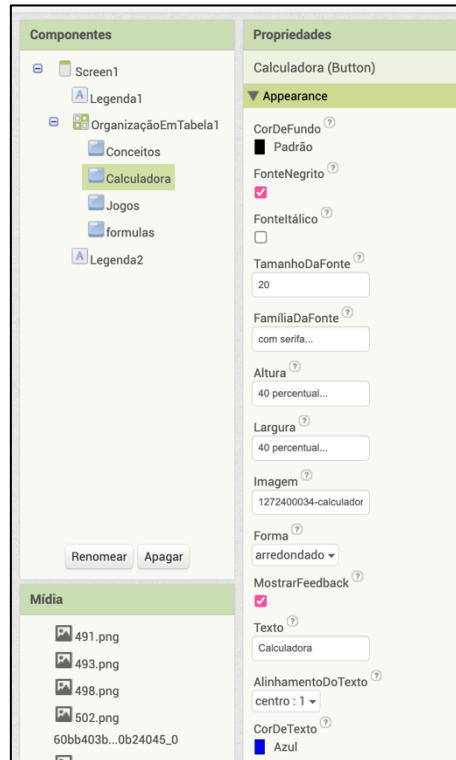 Componentes
Screen1
Legenda1
OrganizaçãoEmTabela1
Conceitos
Calculadora
Jogos
formulas
Legenda2
Renomear Apagar
Mídia
491.png
493.png
498.png
502.png
60bb403b...0b24045_0
Propriedades
Calculadora (Button)
Appearance
CorDeFundo
Padrão
FonteNegrito
FonteItálico
TamanhoDaFonte
20
FamíliaDaFonte
com serifa...
Altura
40 percentual...
Largura
40 percentual...
Imagem
1272400034-calculador
Forma
arredondado
MostrarFeedback
Texto
Calculadora
AlinhamentoDoTexto
centro : 1
CorDeTexto
Azul